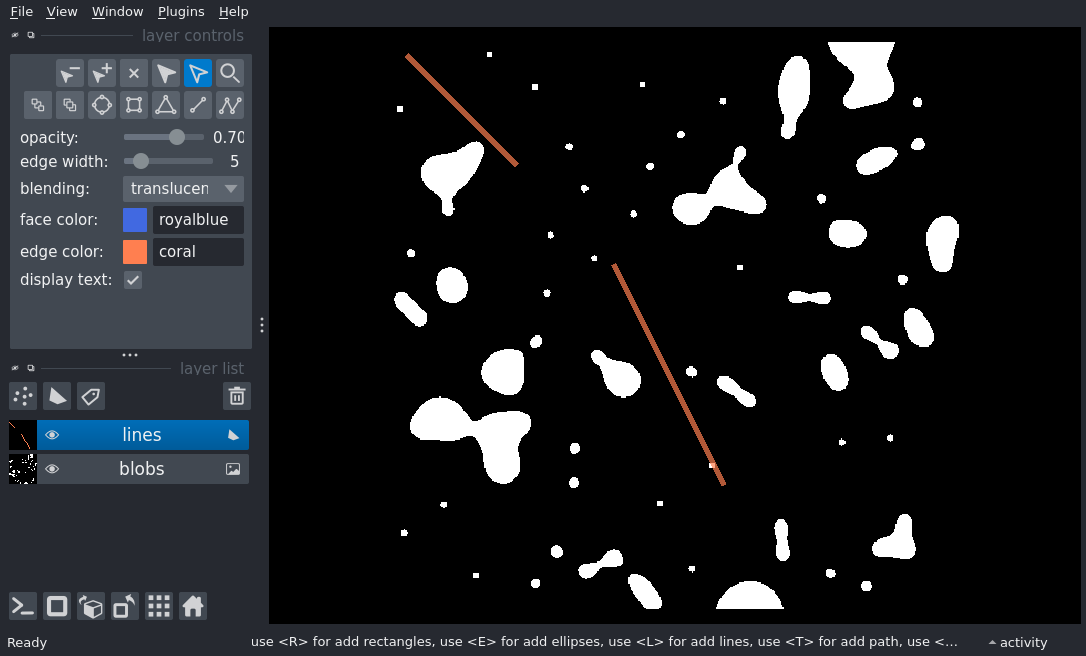 File View Window Plugins Help
layer controls
opacity: 0.70
edge width: 5
blending: translucen
face color: royalblue
edge color: coral
display text:
layer list
lines
blobs
Ready
use <R> for add rectangles, use <E> for add ellipses, use <L> for add lines, use <T> for add path, use <...
activity